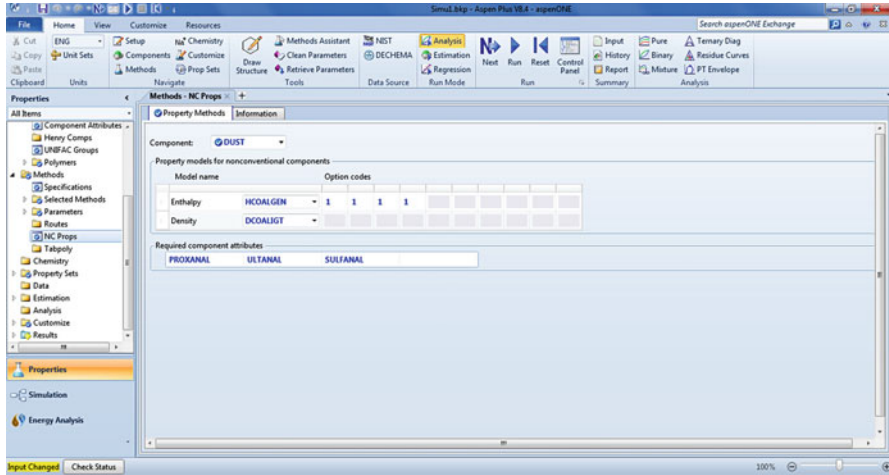 Simu1.bkp - Aspen Plus V8.4 - aspenONE
File Home View Customize Resources Search aspenONE Exchange
Cut ENG Setup Chemistry Methods Assistant NIST Analysis Input Pure Ternary Diag
Copy Unit Sets Components Customize Clean Parameters DECHEMA Estimation History Binary Residue Curves
Paste Methods Prop Sets Draw Structure Retrieve Parameters Regression Next Run Reset Control Panel Report Mixture PT Envelope
Clipboard Units Navigate Tools Data Source Run Mode Run Summary Analysis
Properties
Methods - NC Props
All Items
Property Methods Information
Component Attributes
Henry Comps
UNIFAC Groups
Polymers
Methods
Specifications
Selected Methods
Parameters
Routes
NC Props
Tabpoly
Chemistry
Property Sets
Data
Estimation
Analysis
Customize
Results
Component: DUST
Property models for nonconventional components
Model name Option codes
Enthalpy HCOALGEN 1 1 1 1
Density DCOALIGT
Required component attributes
PROXANAL ULTANAL SULFANAL
Properties
Simulation
Energy Analysis
Input Changed Check Status 100%